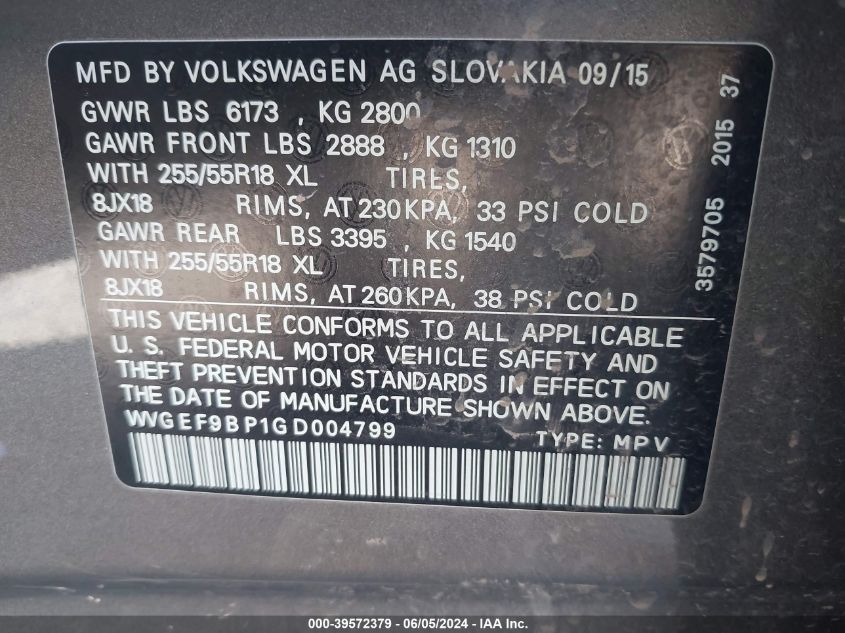 MFD BY VOLKSWAGEN AG SLOVAKIA 09/15
GVWR LBS 6173 , KG 2800
GAWR FRONT LBS 2888 , KG 1310
WITH 255/55R18 XL TIRES,
8JX18 RIMS, AT 230 KPA, 33 PSI COLD
GAWR REAR LBS 3395 , KG 1540
WITH 255/55R18 XL TIRES,
8JX18 RIMS, AT 260 KPA, 38 PSI COLD
THIS VEHICLE CONFORMS TO ALL APPLICABLE
U. S. FEDERAL MOTOR VEHICLE SAFETY AND
THEFT PREVENTION STANDARDS IN EFFECT ON
THE DATE OF MANUFACTURE SHOWN ABOVE.
WVGEF9BP1GD004799 TYPE: MPV
3579705 2015 37
000-39572379 - 06/05/2024 - IAA Inc.